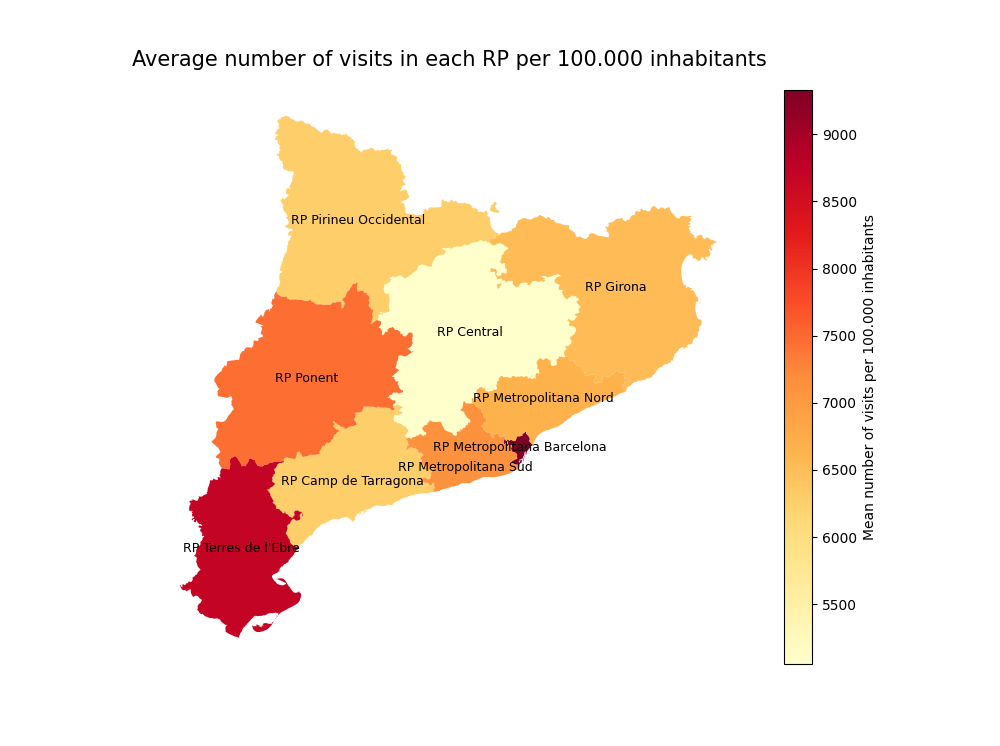 Average number of visits in each RP per 100.000 inhabitants
RP Pirineu Occidental
RP Girona
RP Central
RP Ponent
RP Metropolitana Nord
RP Metropolitana Barcelona
RP Metropolitana Sud
RP Camp de Tarragona
RP Terres de l'Ebre
9000
8500
8000
7500
7000
6500
6000
5500
Mean number of visits per 100.000 inhabitants